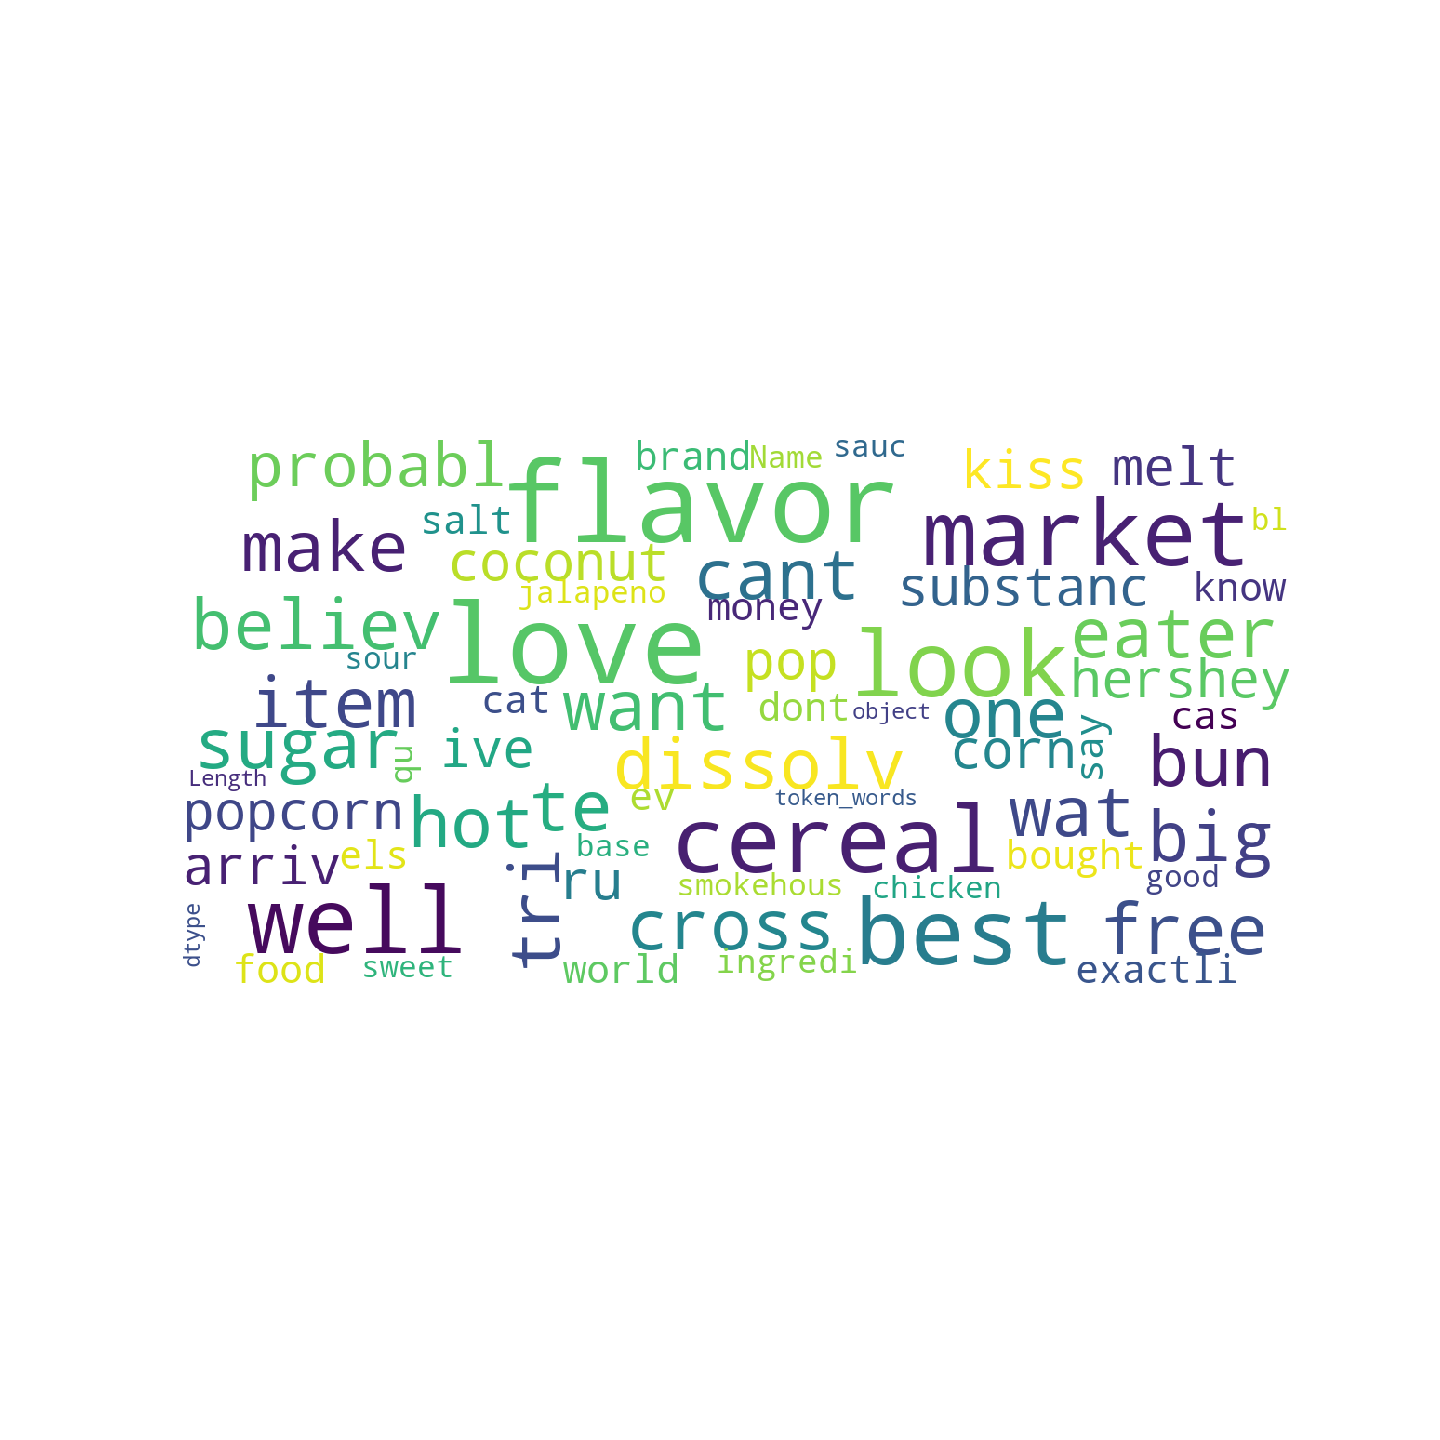 probabl
flavor
brand
Name
sauc
kiss
melt
market
bl
make
salt
coconut
jalapeno
cant
money
substanc
know
believ
love
sour
pop
look
eater
hershey
item
cat
want
dont
object
one
say
cas
sugar
qu
ive
dissolv
corn
bun
Length
popcorn
hot
te
ev
token_words
wat
big
arriv
els
tri
ru
base
cereal
bought
good
smokehous
chicken
dtype
well
cross
best
free
food
sweet
world
ingredi
exactli